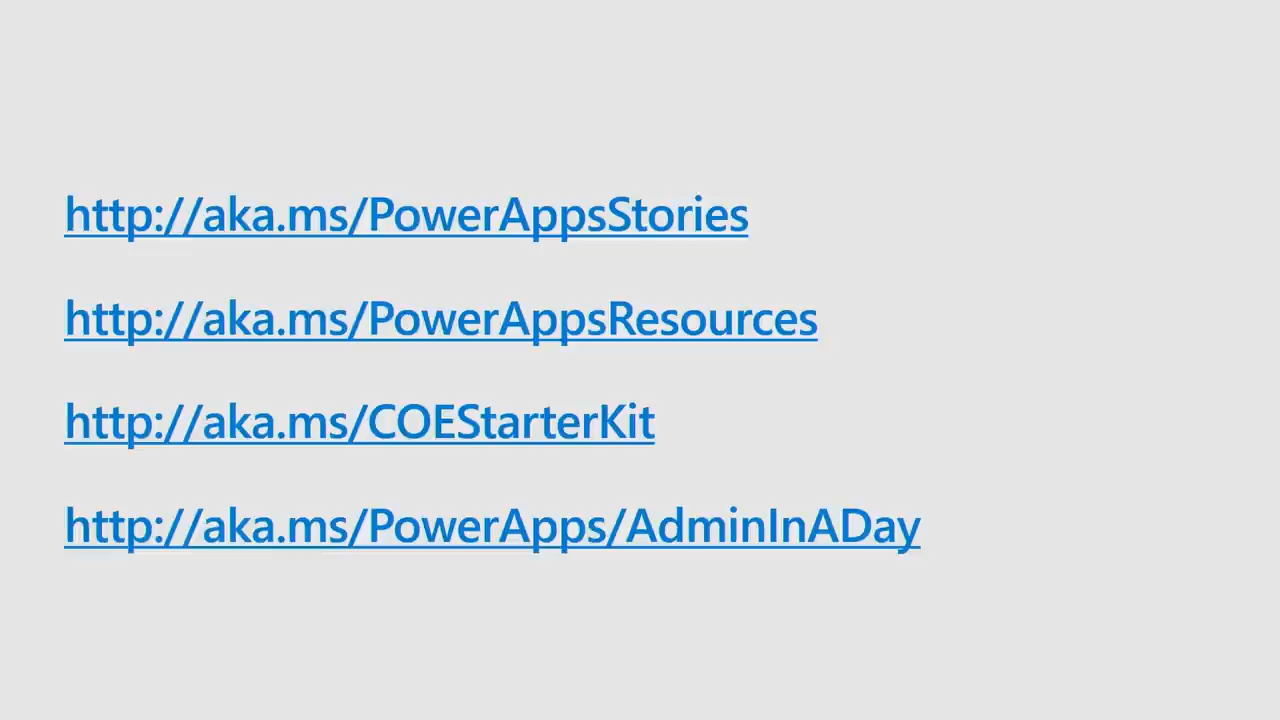 http://aka.ms/PowerAppsStories
http://aka.ms/PowerAppsResources
http://aka.ms/COEStarterKit
http://aka.ms/PowerApps/AdminInADay